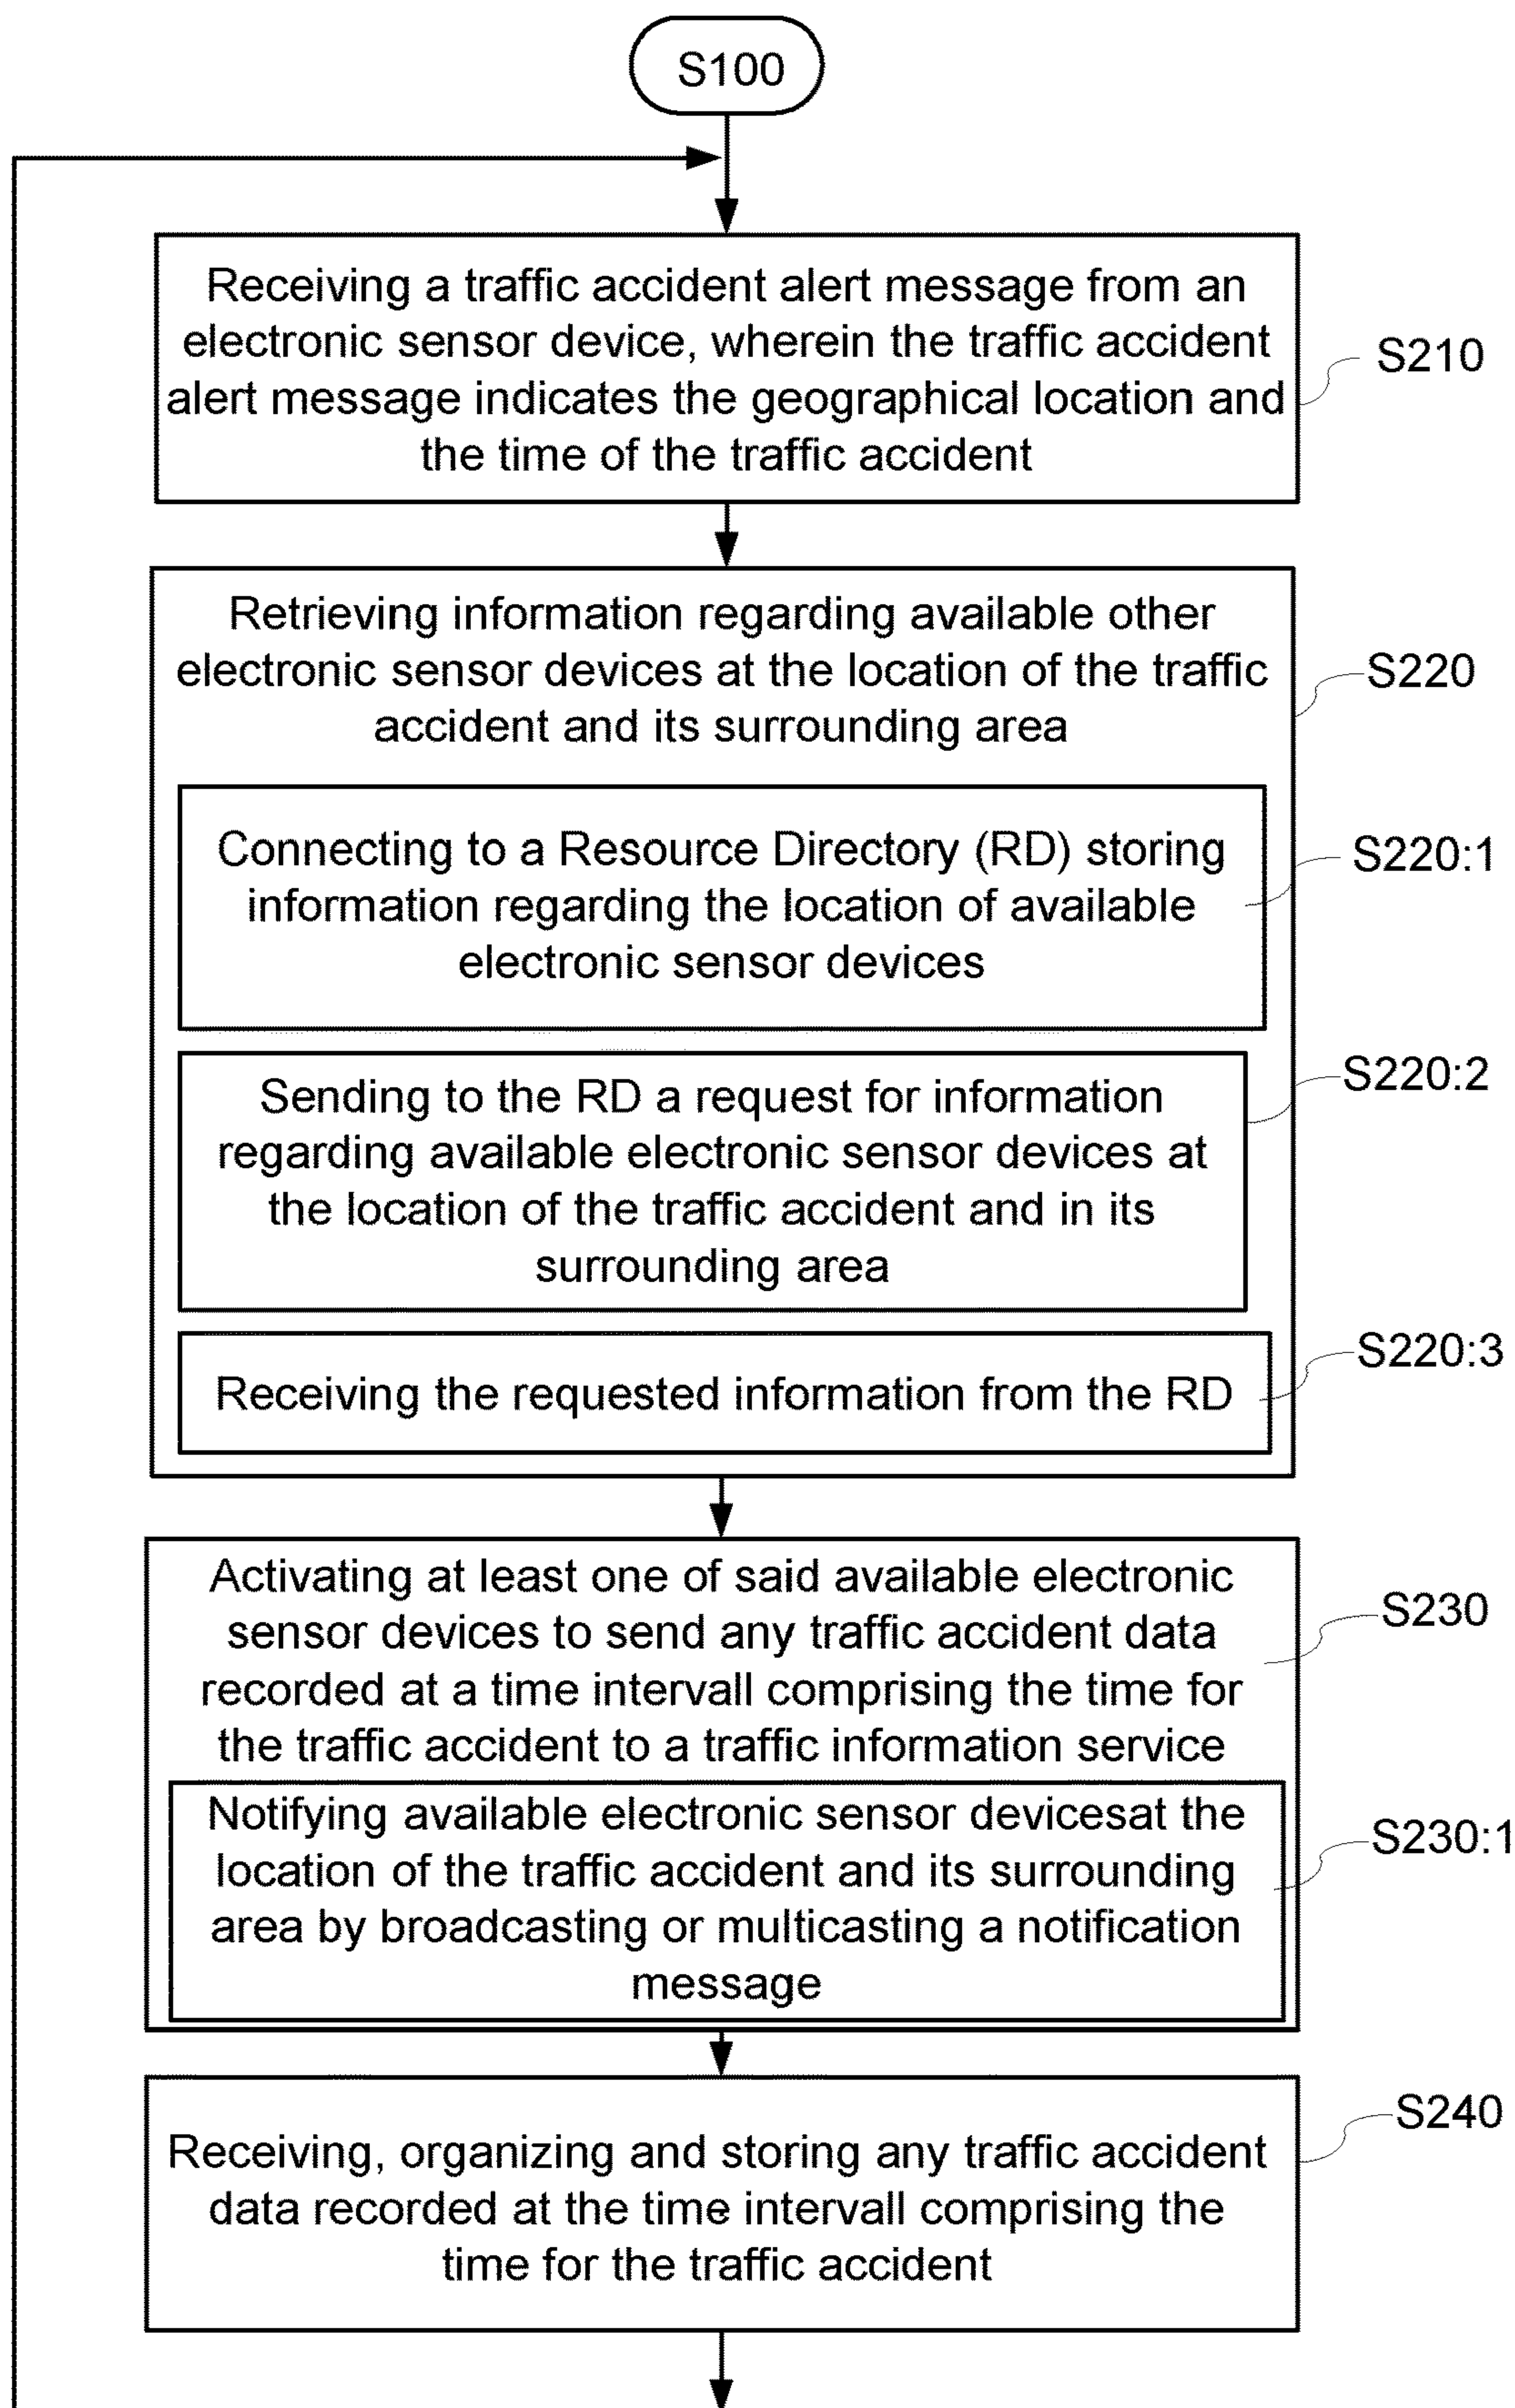 S100
Receiving a traffic accident alert message from an
electronic sensor device, wherein the traffic accident
alert message indicates the geographical location and
the time of the traffic accident
S210
Retrieving information regarding available other
electronic sensor devices at the location of the traffic
accident and its surrounding area
S220
Connecting to a Resource Directory (RD) storing
information regarding the location of available
electronic sensor devices
S220:1
Sending to the RD a request for information
regarding available electronic sensor devices at
the location of the traffic accident and in its
surrounding area
S220:2
Receiving the requested information from the RD
S220:3
Activating at least one of said available electronic
sensor devices to send any traffic accident data
recorded at a time intervall comprising the time for
the traffic accident to a traffic information service
S230
Notifying available electronic sensor devicesat the
location of the traffic accident and its surrounding
area by broadcasting or multicasting a notification
message
S230:1
Receiving, organizing and storing any traffic accident
data recorded at the time intervall comprising the
time for the traffic accident
S240